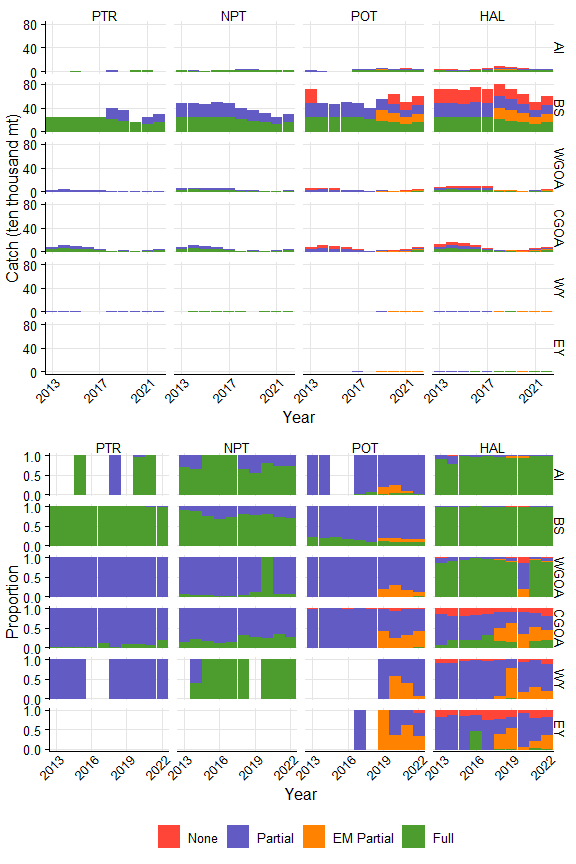 PTR NPT POT HAL
80
40
0
AI
80
40
0
BS
80
40
0
WGOA
80
40
0
CGOA
80
40
0
WY
80
40
0
EY
Catch (ten thousand mt)
2013 2017 2021 2013 2017 2021 2013 2017 2021 2013 2017 2021
Year
PTR NPT POT HAL
1.0
0.5
0.0
AI
1.0
0.5
0.0
BS
1.0
0.5
0.0
WGOA
1.0
0.5
0.0
CGOA
1.0
0.5
0.0
WY
1.0
0.5
0.0
EY
Proportion
2013 2016 2019 2022 2013 2016 2019 2022 2013 2016 2019 2022 2013 2016 2019 2022
Year
None Partial EM Partial Full